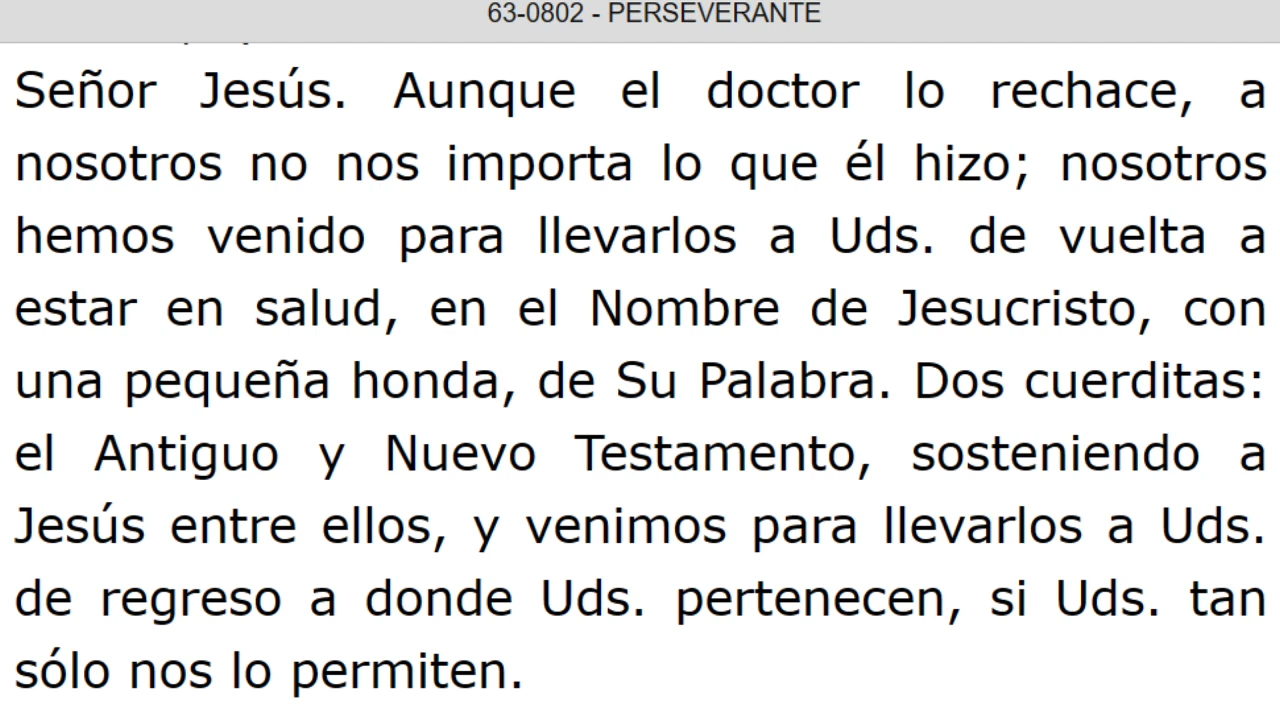 63-0802 - PERSEVERANTE
Señor Jesús. Aunque el doctor lo rechace, a
nosotros no nos importa lo que él hizo; nosotros
hemos venido para llevarlos a Uds. de vuelta a
estar en salud, en el Nombre de Jesucristo, con
una pequeña honda, de Su Palabra. Dos cuerditas:
el Antiguo y Nuevo Testamento, sosteniendo a
Jesús entre ellos, y venimos para llevarlos a Uds.
de regreso a donde Uds. pertenecen, si Uds. tan
sólo nos lo permiten.